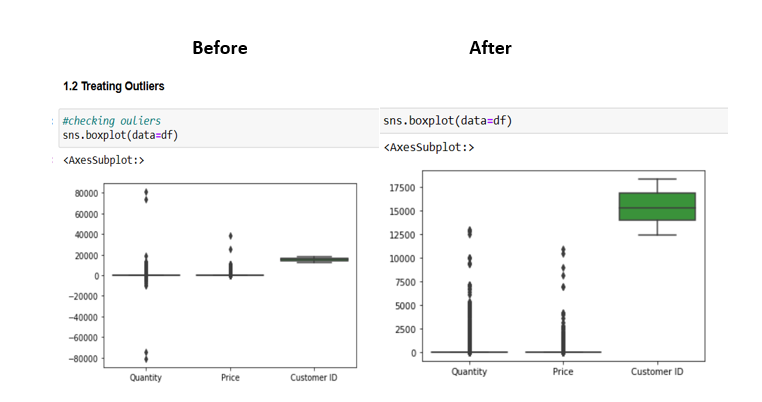 Before
After
1.2 Treating Outliers
#checking ouliers
sns.boxplot(data=df)
<AxesSubplot:>
80000
60000
40000
20000
0
−20000
−40000
−60000
−80000
Quantity Price Customer ID
sns.boxplot(data=df)
<AxesSubplot:>
17500
15000
12500
10000
7500
5000
2500
0
Quantity Price Customer ID